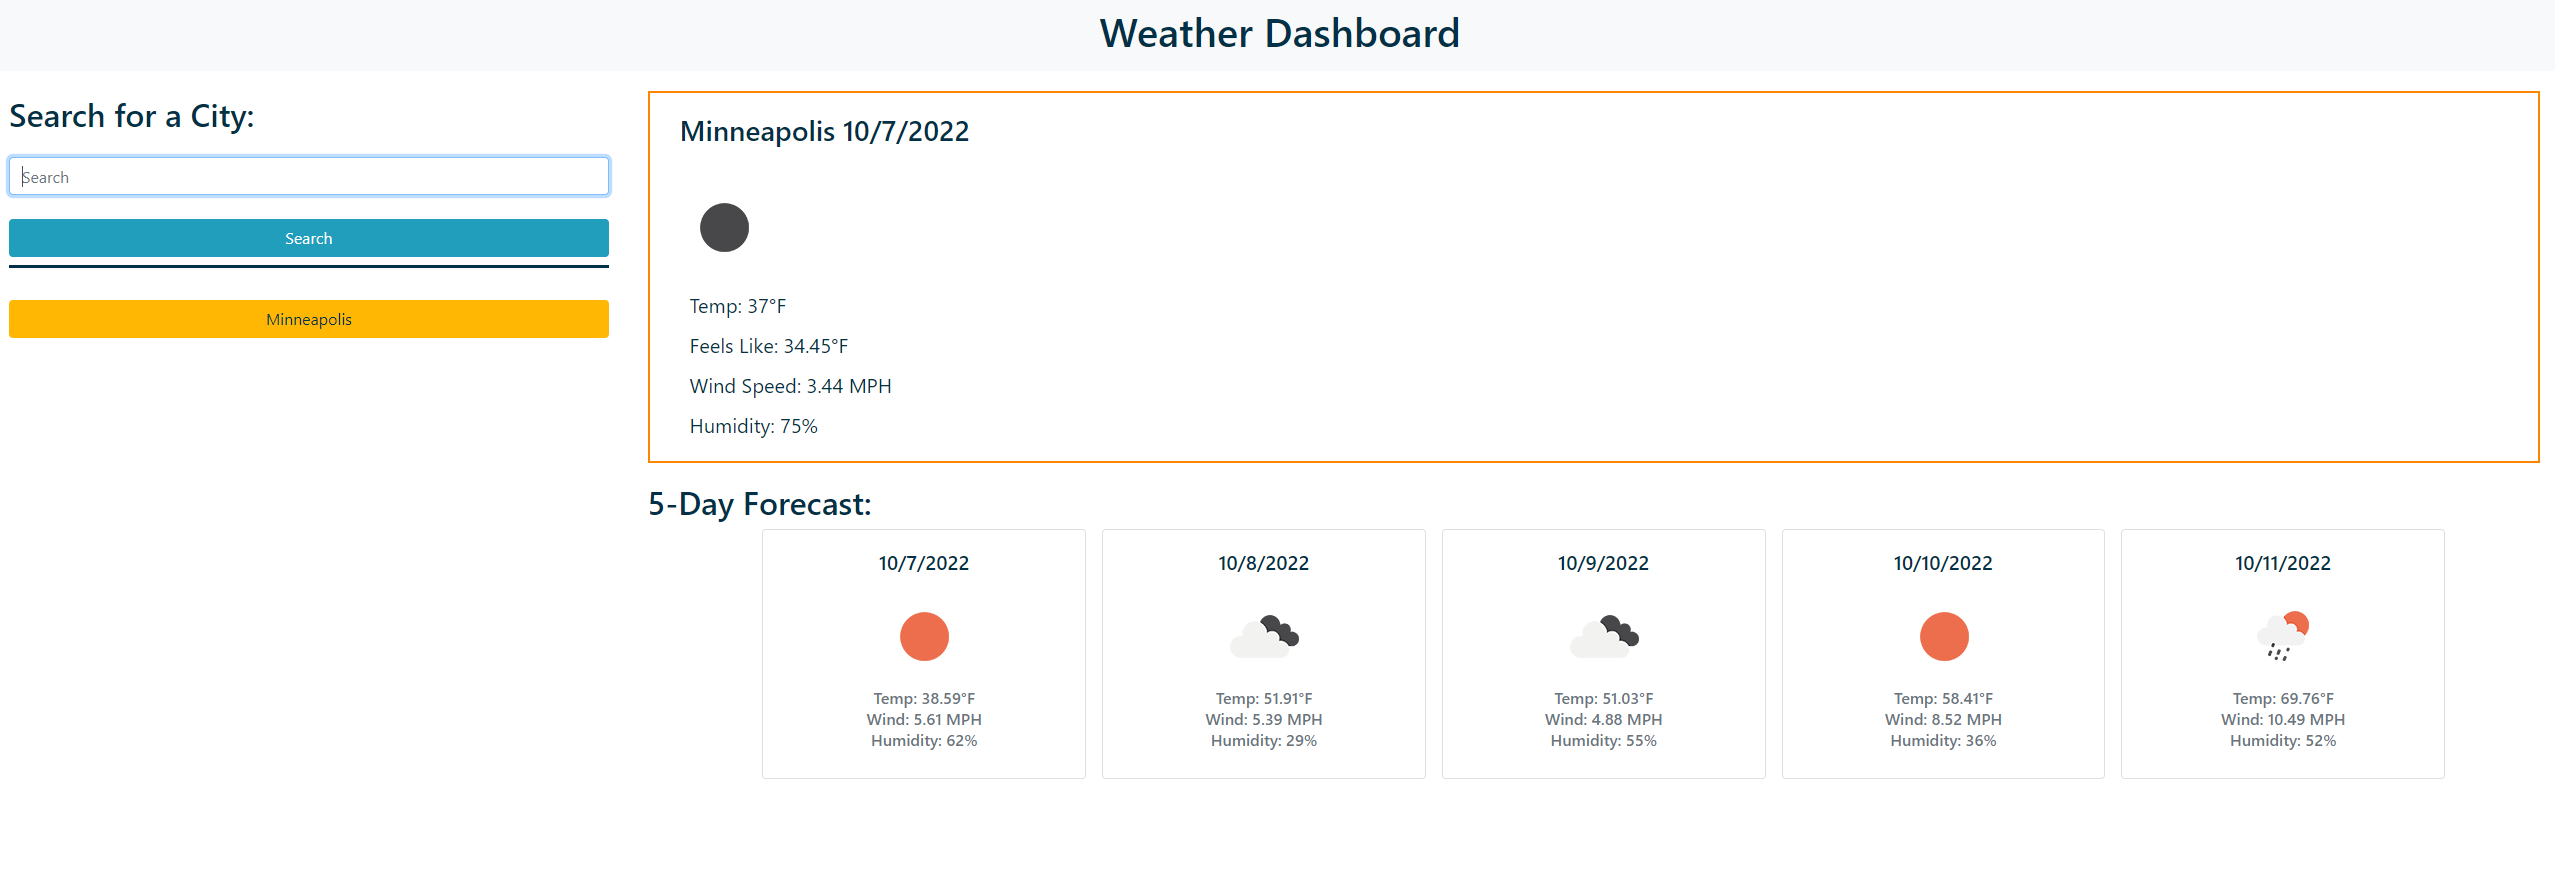 Weather Dashboard
Search for a City:
Search
Search
Minneapolis
Minneapolis 10/7/2022
Temp: 37°F
Feels Like: 34.45°F
Wind Speed: 3.44 MPH
Humidity: 75%
5-Day Forecast:
10/7/2022
Temp: 38.59°F
Wind: 5.61 MPH
Humidity: 62%
10/8/2022
Temp: 51.91°F
Wind: 5.39 MPH
Humidity: 29%
10/9/2022
Temp: 51.03°F
Wind: 4.88 MPH
Humidity: 55%
10/10/2022
Temp: 58.41°F
Wind: 8.52 MPH
Humidity: 36%
10/11/2022
Temp: 69.76°F
Wind: 10.49 MPH
Humidity: 52%